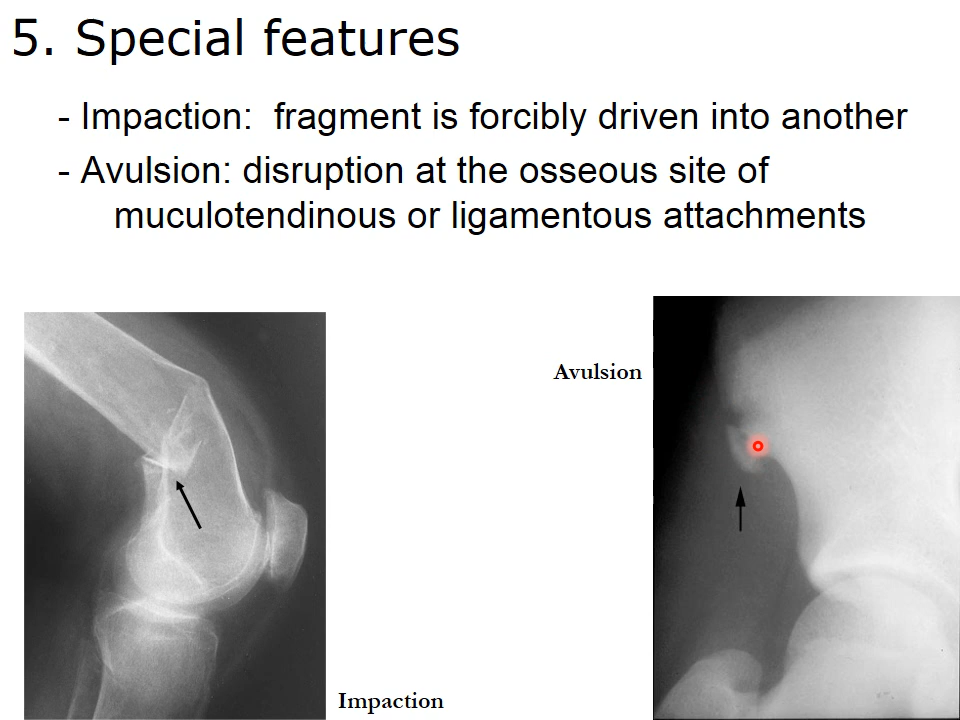 5. Special features
- Impaction:  fragment is forcibly driven into another
- Avulsion: disruption at the osseous site of
muculotendinous or ligamentous attachments
Avulsion
Impaction